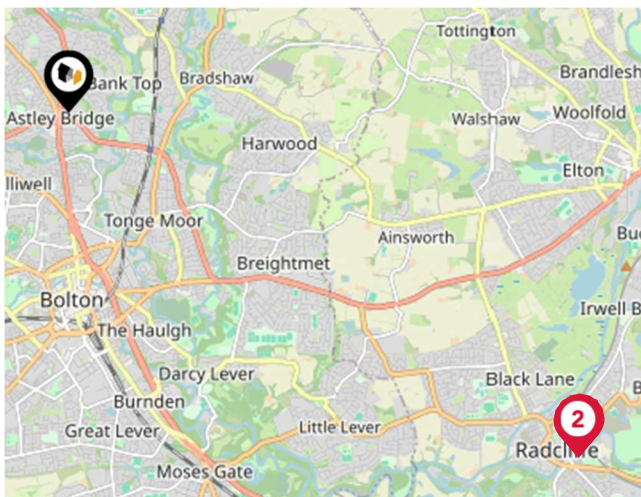 Tottington
Bank Top
Bradshaw
Brandlesh
Astley Bridge
Walshaw
Woolfold
Harwood
Elton
lliwell
Tonge Moor
Ainsworth
Bu
Breightmet
Bolton
Irwell B
The Haulgh
Darcy Lever
Black Lane
B
Burnden
2
Great Lever
Little Lever
Radcliffe
Moses Gate